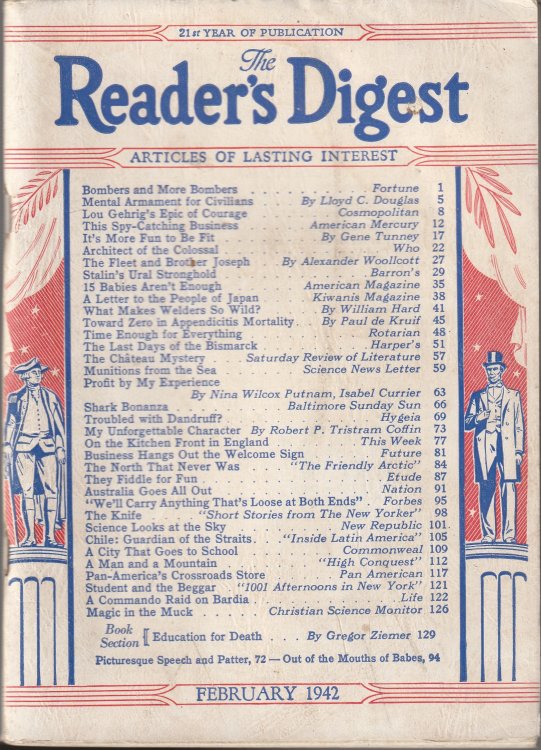 21st YEAR OF PUBLICATION
The
Reader's Digest
ARTICLES OF LASTING INTEREST
Bombers and More Bombers . . . . . . . . . . . Fortune 1
Mental Armament for Civilians . . . . . By Lloyd C. Douglas 5
Lou Gehrig's Epic of Courage . . . . . . . . Cosmopolitan 8
This Spy-Catching Business . . . . . . American Mercury 12
It's More Fun to Be Fit . . . . . . . . By Gene Tunney 17
Architect of the Colossal . . . . . . . . . . . . . Who 22
The Fleet and Brother Joseph . . By Alexander Woollcott 27
Stalin's Ural Stronghold . . . . . . . . . . . Barron's 29
15 Babies Aren't Enough . . . . . . . American Magazine 35
A Letter to the People of Japan . . . . Kiwanis Magazine 38
What Makes Welders So Wild? . . . . . By William Hard 41
Toward Zero in Appendicitis Mortality . . By Paul de Kruif 45
Time Enough for Everything . . . . . . . . . . Rotarian 48
The Last Days of the Bismarck . . . . . . . . . Harper's 51
The Château Mystery . . . Saturday Review of Literature 57
Munitions from the Sea . . . . . . . Science News Letter 59
Profit by My Experience
By Nina Wilcox Putnam, Isabel Currier 63
Shark Bonanza . . . . . . . . . . Baltimore Sunday Sun 66
Troubled with Dandruff? . . . . . . . . . . . . Hygeia 69
My Unforgettable Character By Robert P. Tristram Coffin 73
On the Kitchen Front in England . . . . . . . This Week 77
Business Hangs Out the Welcome Sign . . . . . . Future 81
The North That Never Was . . . . . "The Friendly Arctic" 84
They Fiddle for Fun . . . . . . . . . . . . . . Etude 87
Australia Goes All Out . . . . . . . . . . . . Nation 91
"We'll Carry Anything That's Loose at Both Ends" . . Forbes 95
The Knife . . . . . "Short Stories from The New Yorker" 98
Science Looks at the Sky . . . . . . . . New Republic 101
Chile: Guardian of the Straits . . "Inside Latin America" 105
A City That Goes to School . . . . . . . Commonweal 109
A Man and a Mountain . . . . . . . . "High Conquest" 112
Pan-America's Crossroads Store . . . . . Pan American 117
Student and the Beggar . . "1001 Afternoons in New York" 121
A Commando Raid on Bardia . . . . . . . . . . Life 122
Magic in the Muck . . . . . Christian Science Monitor 126
Book Section { Education for Death . . . By Gregor Ziemer 129
Picturesque Speech and Patter, 72 — Out of the Mouths of Babes, 94
FEBRUARY 1942